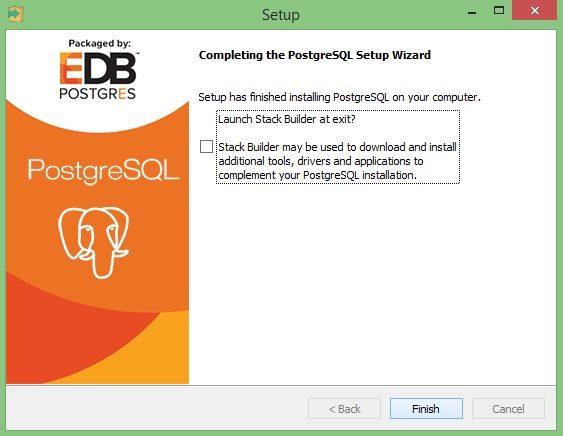 Setup
Packaged by:
EDB
POSTGRES
PostgreSQL
Completing the PostgreSQL Setup Wizard
Setup has finished installing PostgreSQL on your computer.
Launch Stack Builder at exit?
Stack Builder may be used to download and install
additional tools, drivers and applications to
complement your PostgreSQL installation.
< Back
Finish
Cancel